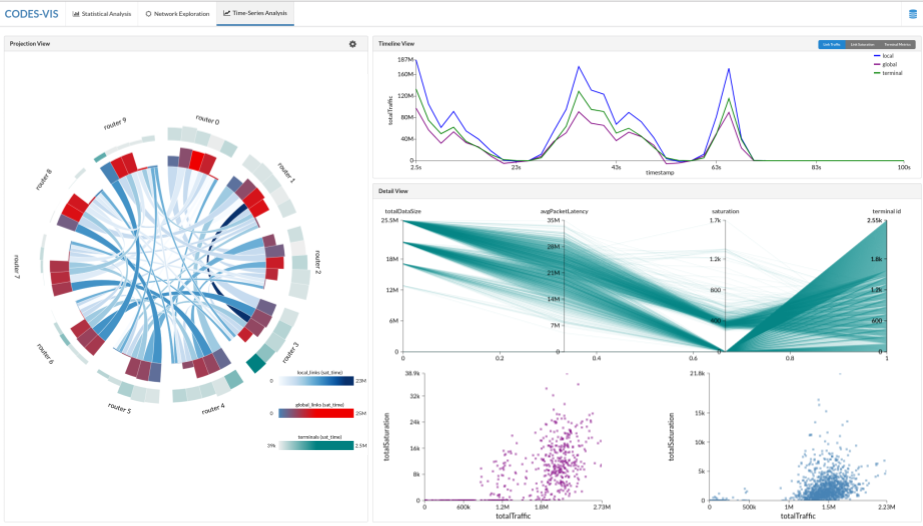 CODES-VIS
Statistical Analysis
Network Exploration
Time-Series Analysis
Projection View
router 0
router 1
router 2
router 3
router 4
router 5
router 6
router 7
router 8
router 9
local_links (sat_time)
0
23M
global_links (sat_time)
0
25M
terminals (sat_time)
2.5M
Timeline View
Link Traffic
Link Saturation
Terminal Metrics
local
global
terminal
totalTraffic
187M
160M
120M
80M
40M
0
2.5s
23s
43s
63s
83s
100s
timestamp
Detail View
totalDataSize
avgPacketLatency
saturation
terminal id
25.5M
18M
12M
6M
0
35M
28M
21M
14M
7M
0
1.7k
1.2k
800
400
2.55k
1.8k
1.2k
600
0
0
0.2
0.4
0.6
0.8
1
totalSaturation
38.9k
32k
24k
16k
8k
0
0
600k
1.2M
1.8M
2.73M
totalTraffic
totalSaturation
21.8k
15k
10k
5k
0
0
500k
1M
1.5M
2.23M
totalTraffic